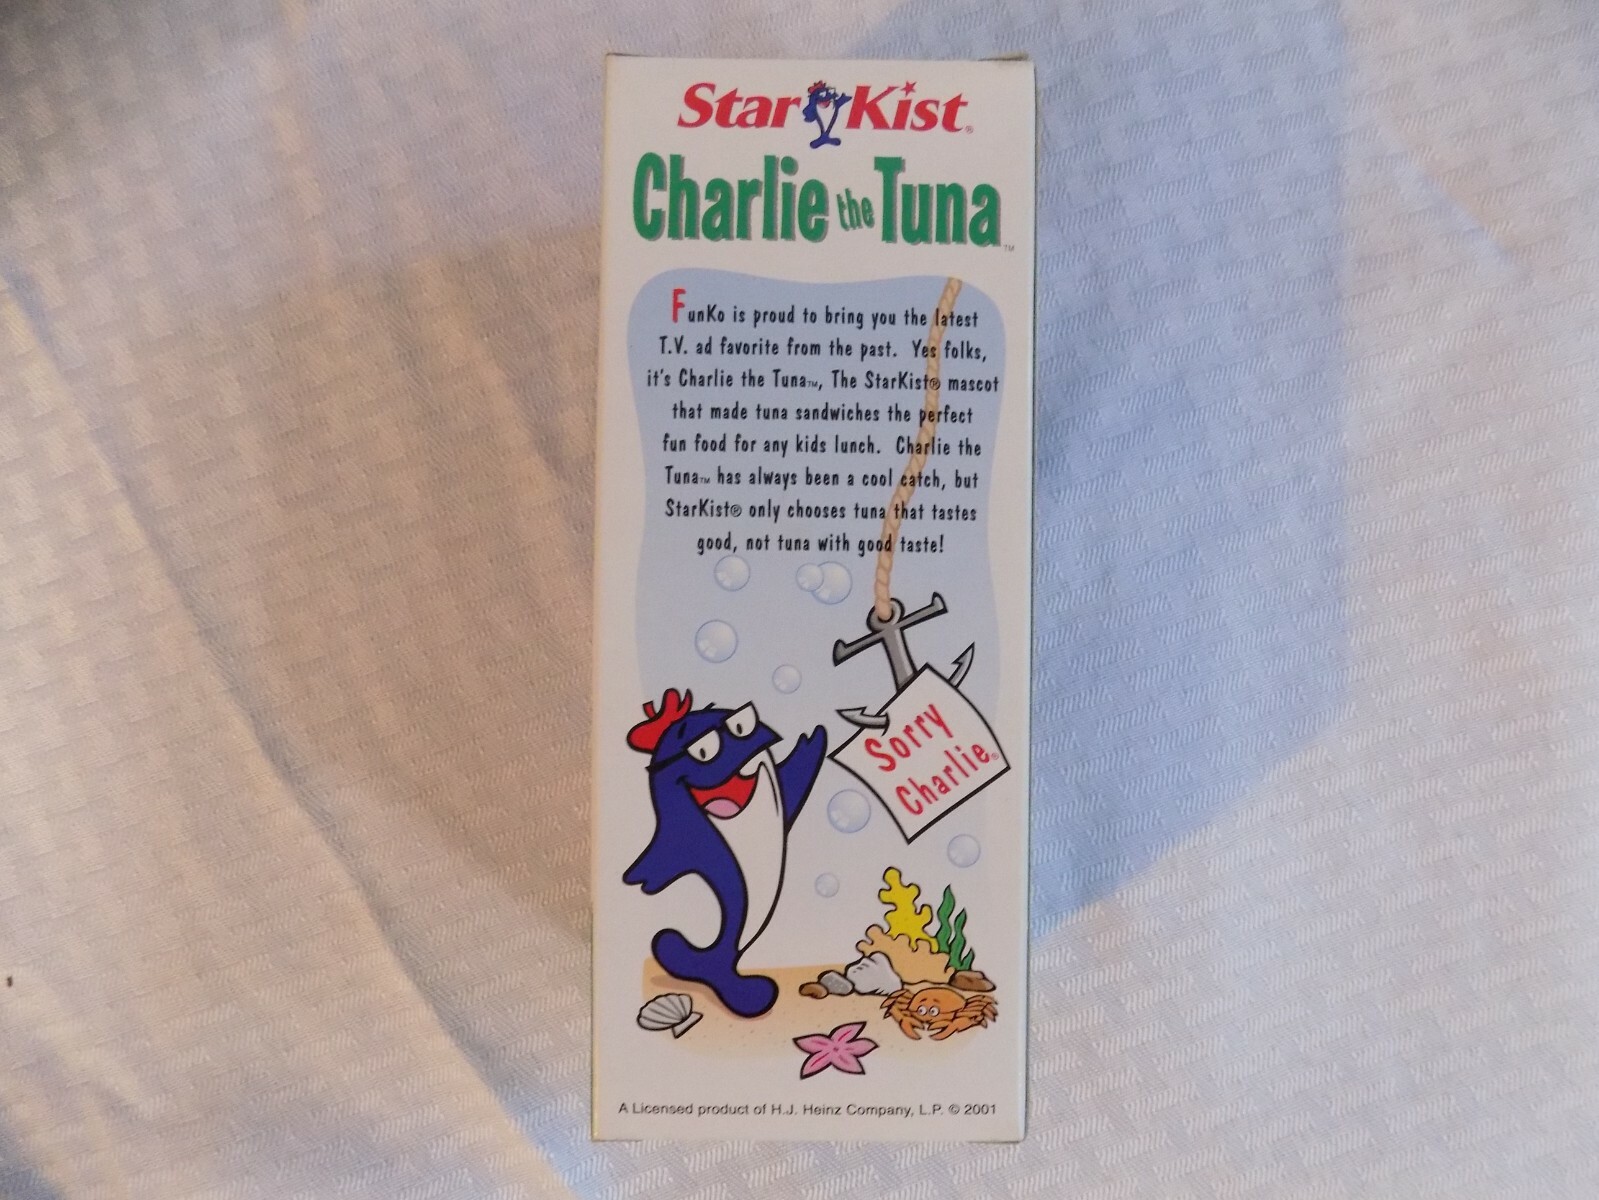 StarKist®
Charlie the Tuna™
FunKo is proud to bring you the latest
T.V. ad favorite from the past. Yes folks,
it's Charlie the Tuna™, The StarKist® mascot
that made tuna sandwiches the perfect
fun food for any kids lunch. Charlie the
Tuna™ has always been a cool catch, but
StarKist® only chooses tuna that tastes
good, not tuna with good taste!
Sorry
Charlie®
A Licensed product of H.J. Heinz Company, L.P. © 2001